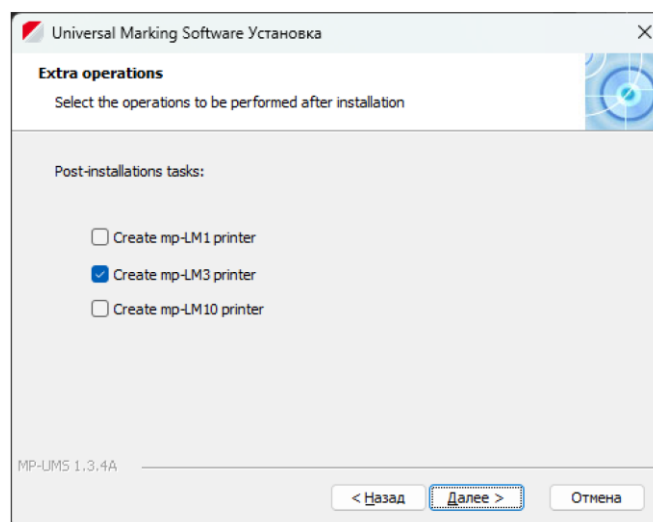 Universal Marking Software Установка
Extra operations
Select the operations to be performed after installation
Post-installations tasks:
Create mp-LM1 printer
Create mp-LM3 printer
Create mp-LM10 printer
MP-UMS 1.3.4A
< Назад
Далее >
Отмена